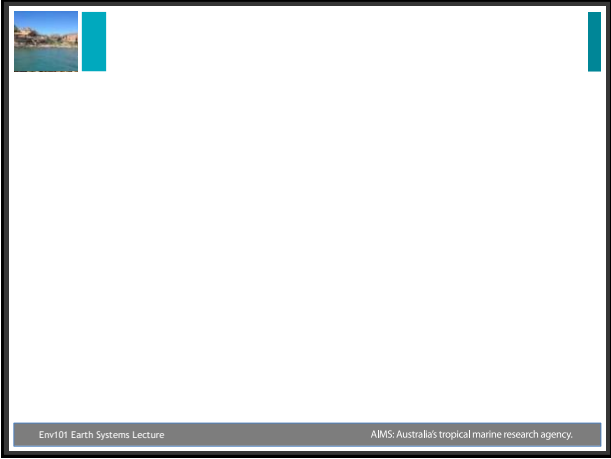 Env101 Earth Systems Lecture
AIMS: Australia's tropical marine research agency.